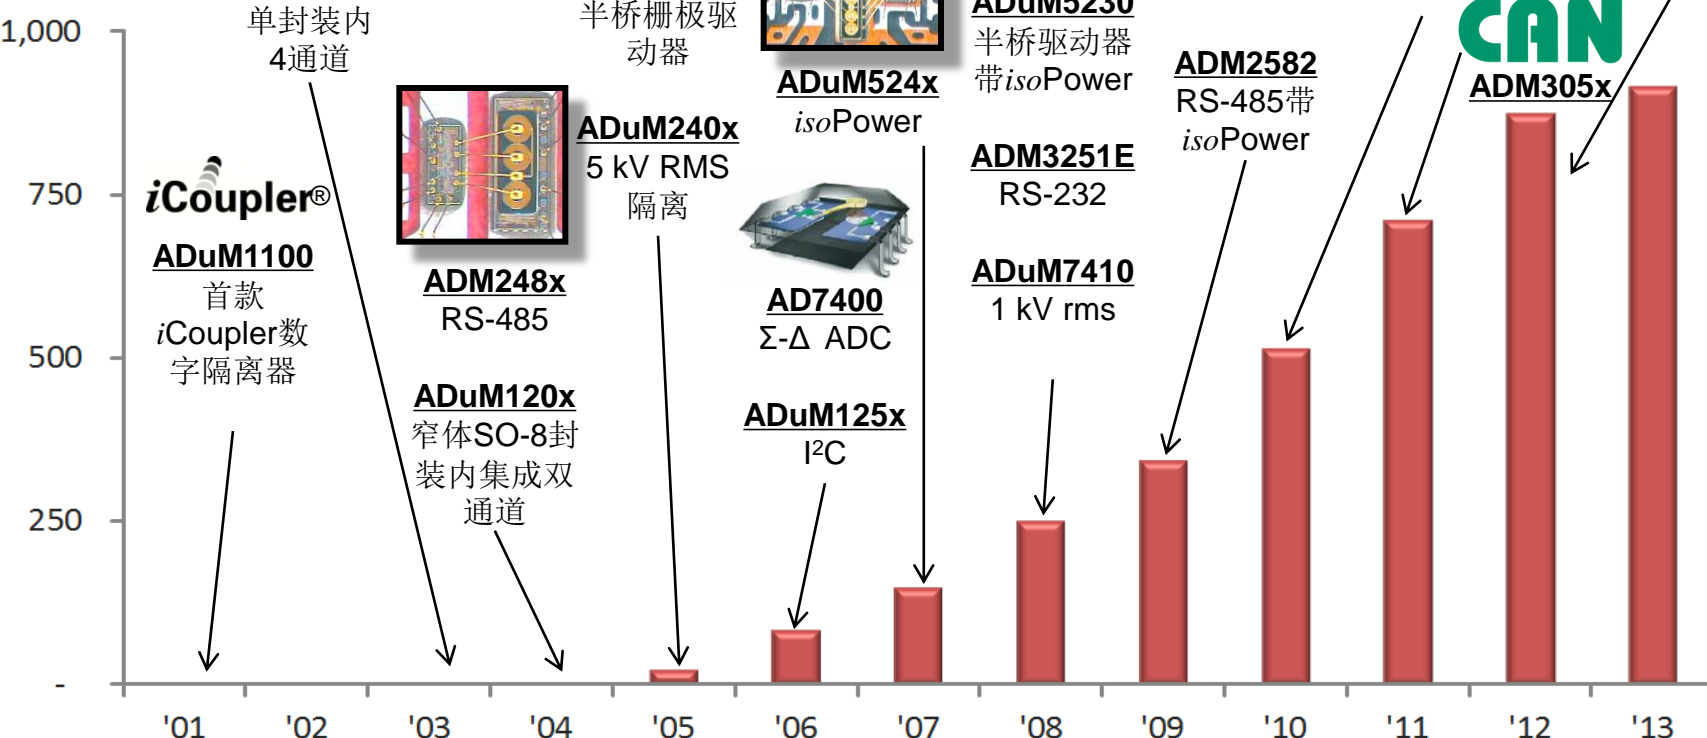 1,000
750
500
250
-
单封装内
4通道
iCoupler®
ADuM1100
首款
iCoupler数
字隔离器
ADM248x
RS-485
ADuM120x
窄体SO-8封
装内集成双
通道
半桥栅极驱
动器
ADuM240x
5 kV RMS
隔离
ADuM524x
isoPower
AD7400
Σ-Δ ADC
ADuM125x
I²C
ADuM5230
半桥驱动器
带isoPower
ADM3251E
RS-232
ADuM7410
1 kV rms
ADM2582
RS-485带
isoPower
CAN
ADM305x
'01 '02 '03 '04 '05 '06 '07 '08 '09 '10 '11 '12 '13